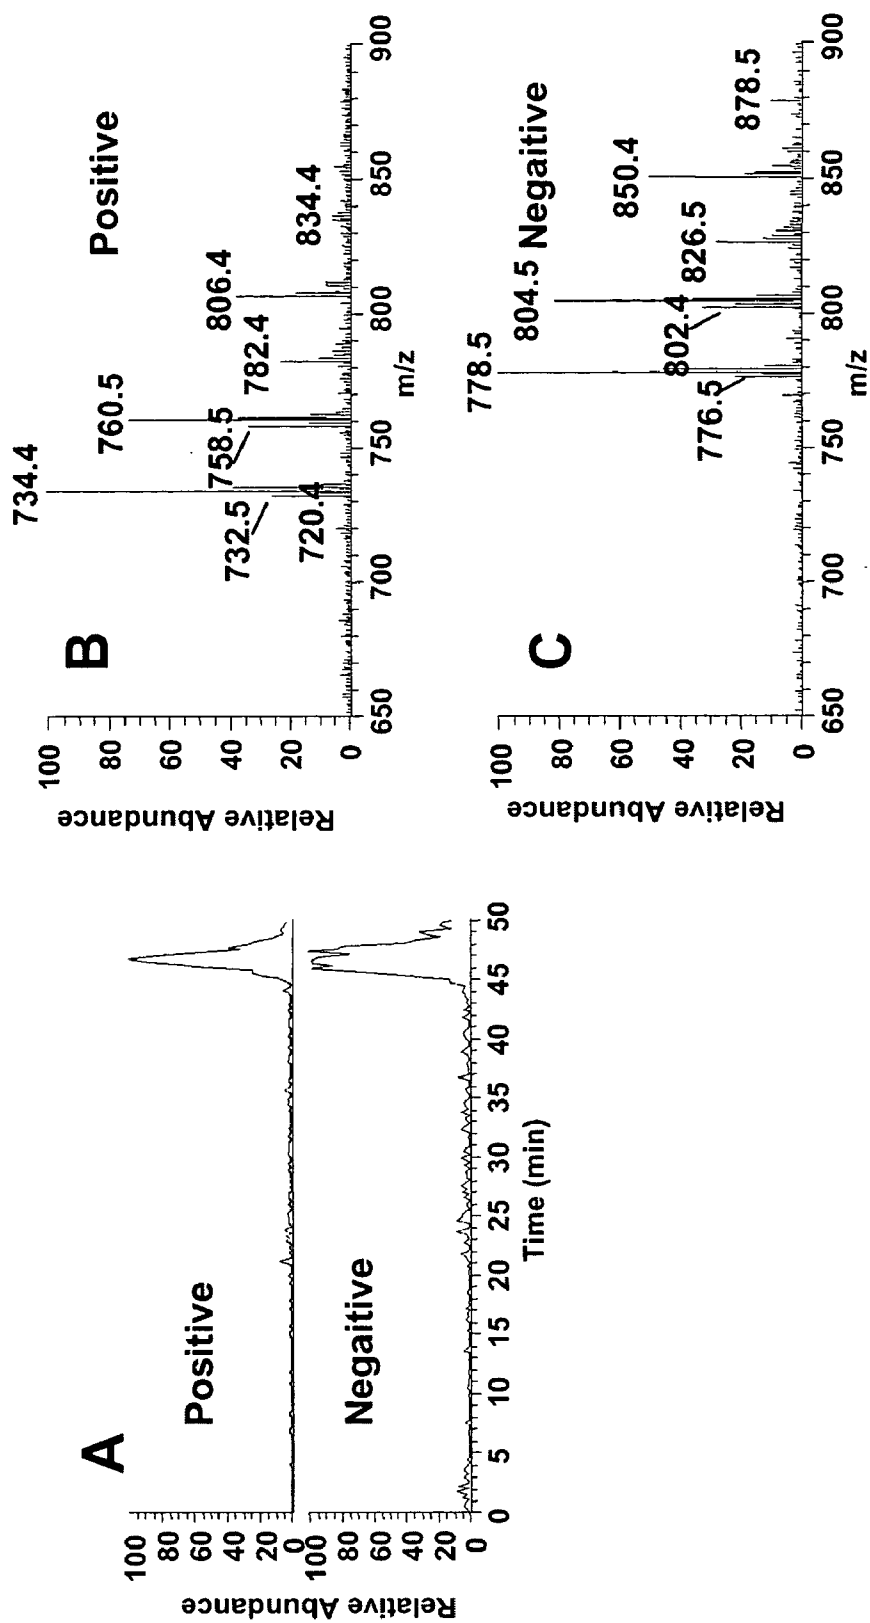 A
Positive
Relative Abundance
100
80
60
40
20
0
Negaitive
100
80
60
40
20
0
0 5 10 15 20 25 30 35 40 45 50
Time (min)
B
Positive
Relative Abundance
100
80
60
40
20
0
734.4
760.5
732.5
758.5
720.4
782.4
806.4
834.4
650 700 750 800 850 900
m/z
C
Negaitive
Relative Abundance
100
80
60
40
20
0
778.5
804.5
776.5
802.4
826.5
850.4
878.5
650 700 750 800 850 900
m/z